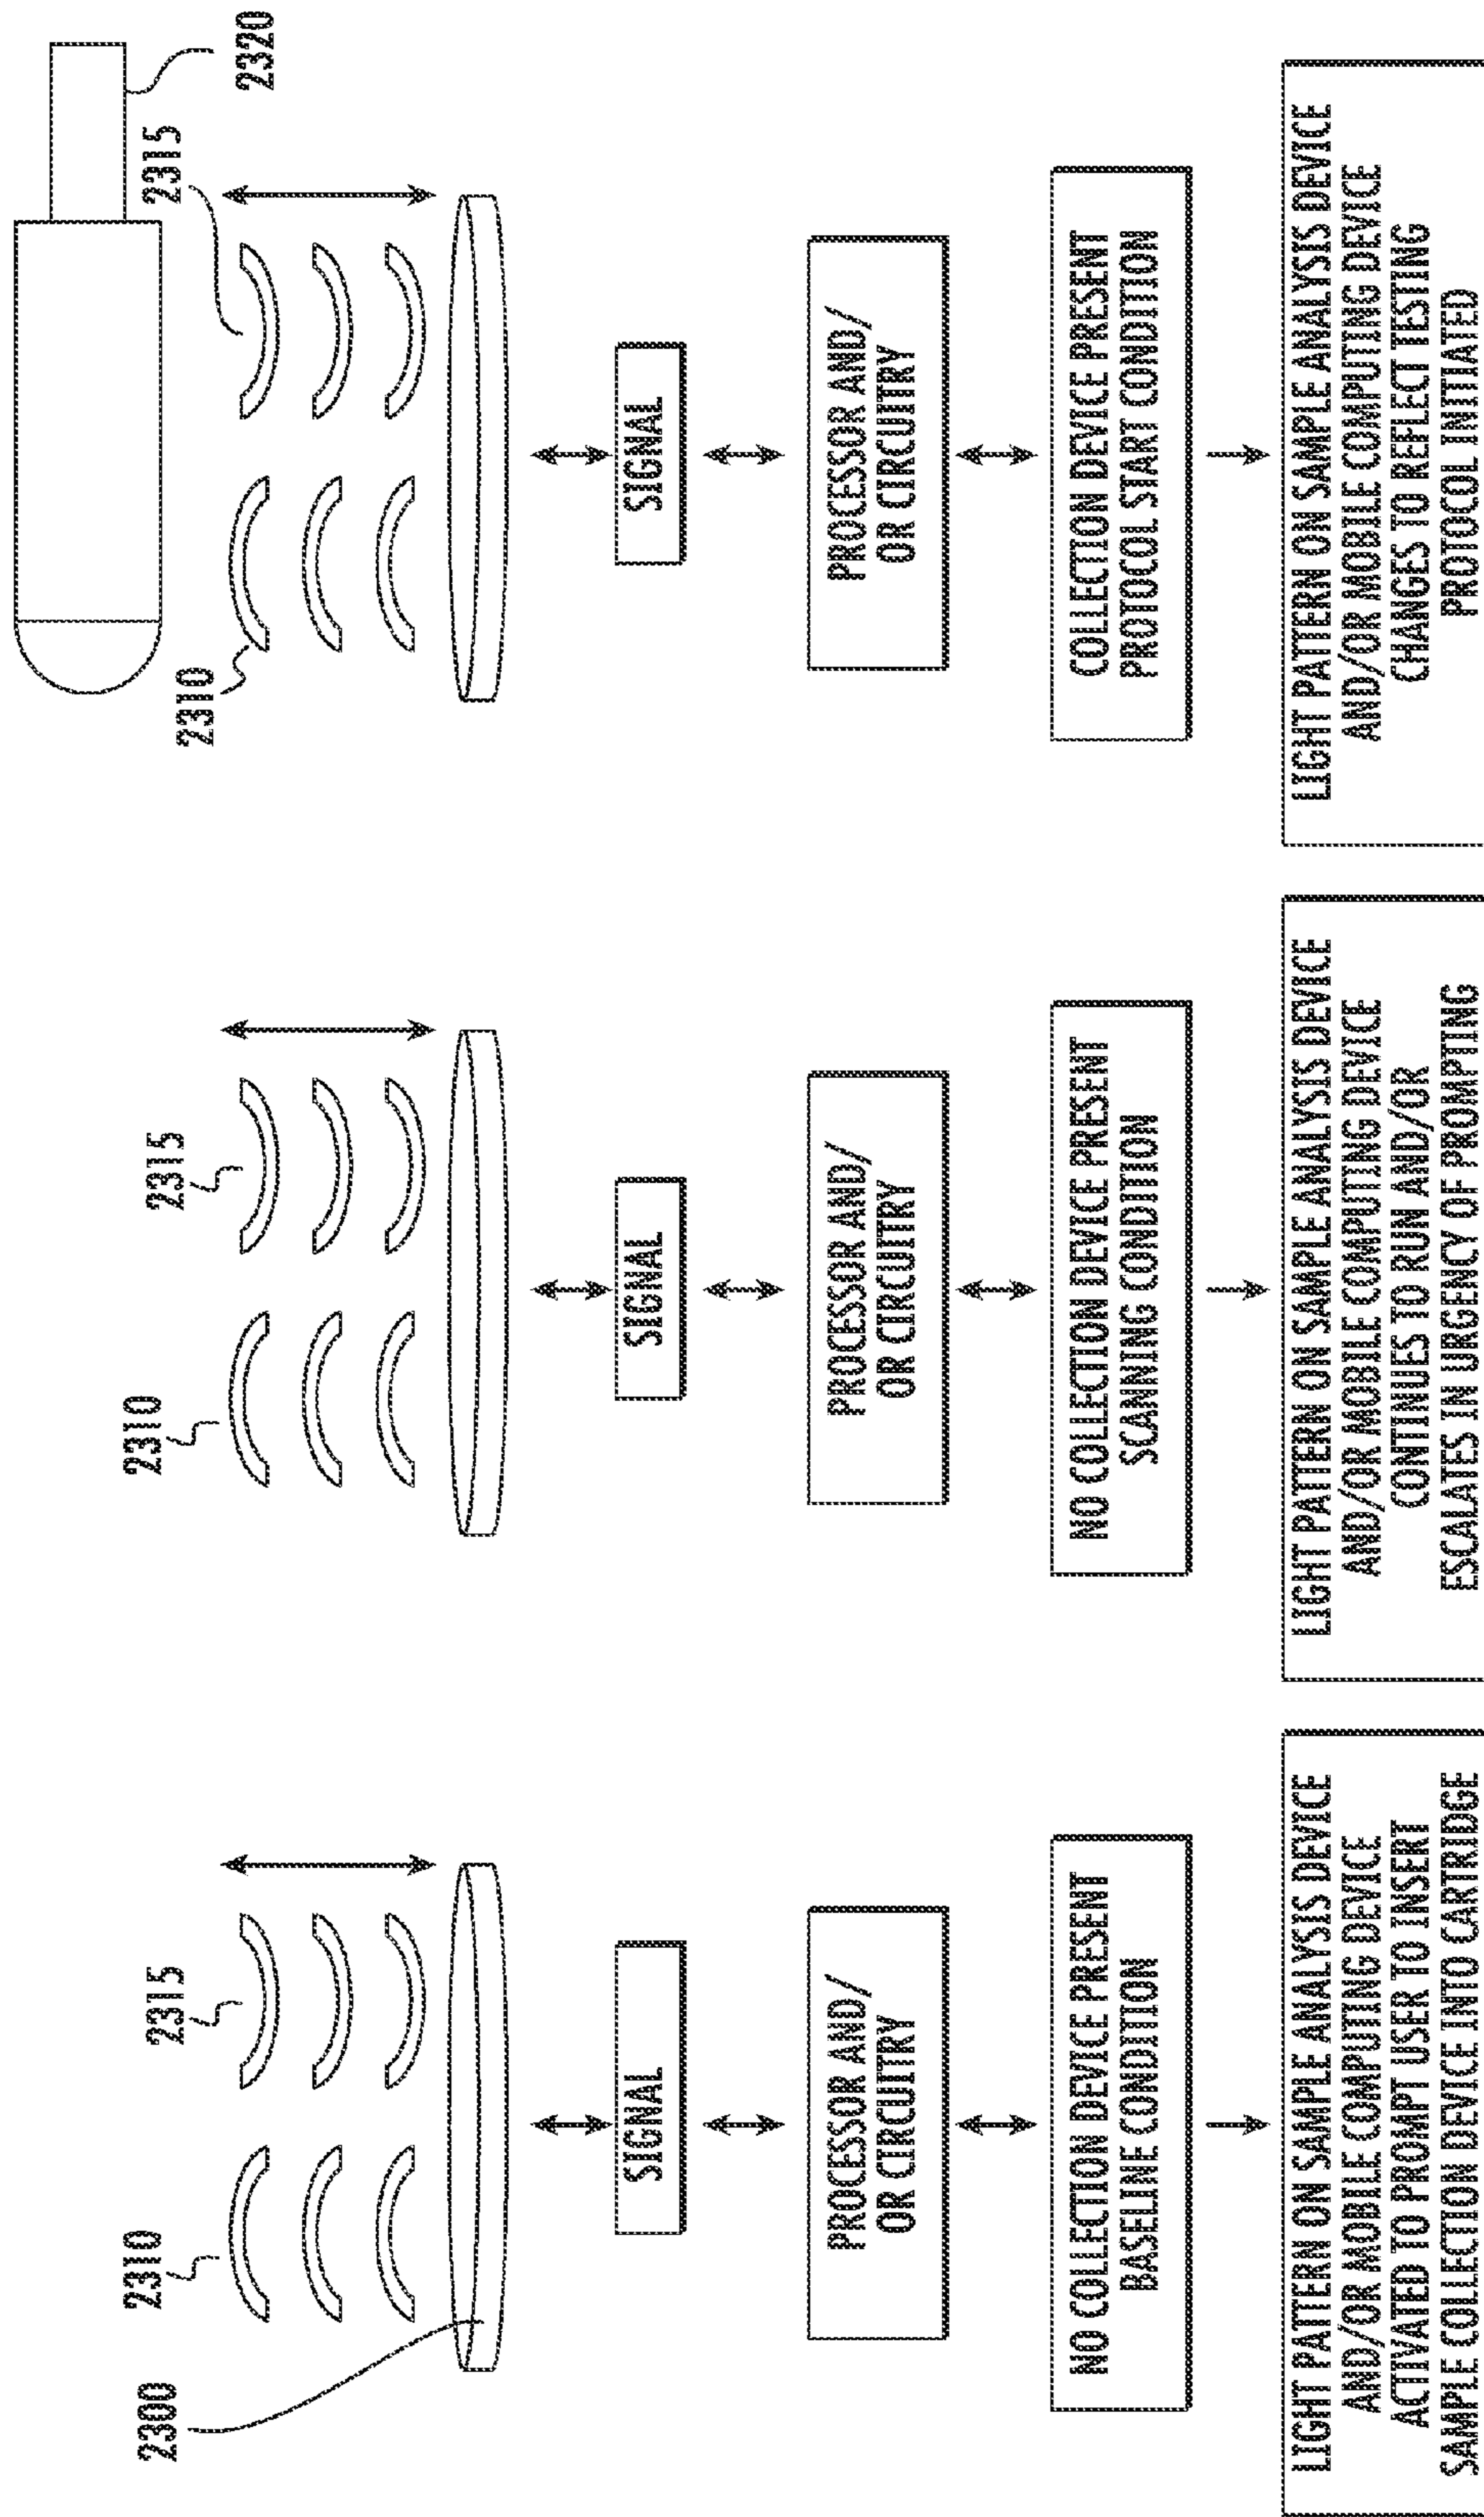 2300
2310
2315
SIGNAL
PROCESSOR AND/
OR CIRCUITRY
NO COLLECTION DEVICE PRESENT
BASELINE CONDITION
LIGHT PATTERN ON SAMPLE ANALYSIS DEVICE
AND/OR MOBILE COMPUTING DEVICE
ACTIVATED TO PROMPT USER TO INSERT
SAMPLE COLLECTION DEVICE INTO CARTRIDGE
2310
2315
SIGNAL
PROCESSOR AND/
OR CIRCUITRY
NO COLLECTION DEVICE PRESENT
SCANNING CONDITION
LIGHT PATTERN ON SAMPLE ANALYSIS DEVICE
AND/OR MOBILE COMPUTING DEVICE
CONTINUES TO RUN AND/OR
ESCALATES IN URGENCY OF PROMPTING
2310
2315
2320
SIGNAL
PROCESSOR AND/
OR CIRCUITRY
COLLECTION DEVICE PRESENT
PROTOCOL START CONDITION
LIGHT PATTERN ON SAMPLE ANALYSIS DEVICE
AND/OR MOBILE COMPUTING DEVICE
CHANGES TO REFLECT TESTING
PROTOCOL INITIATED